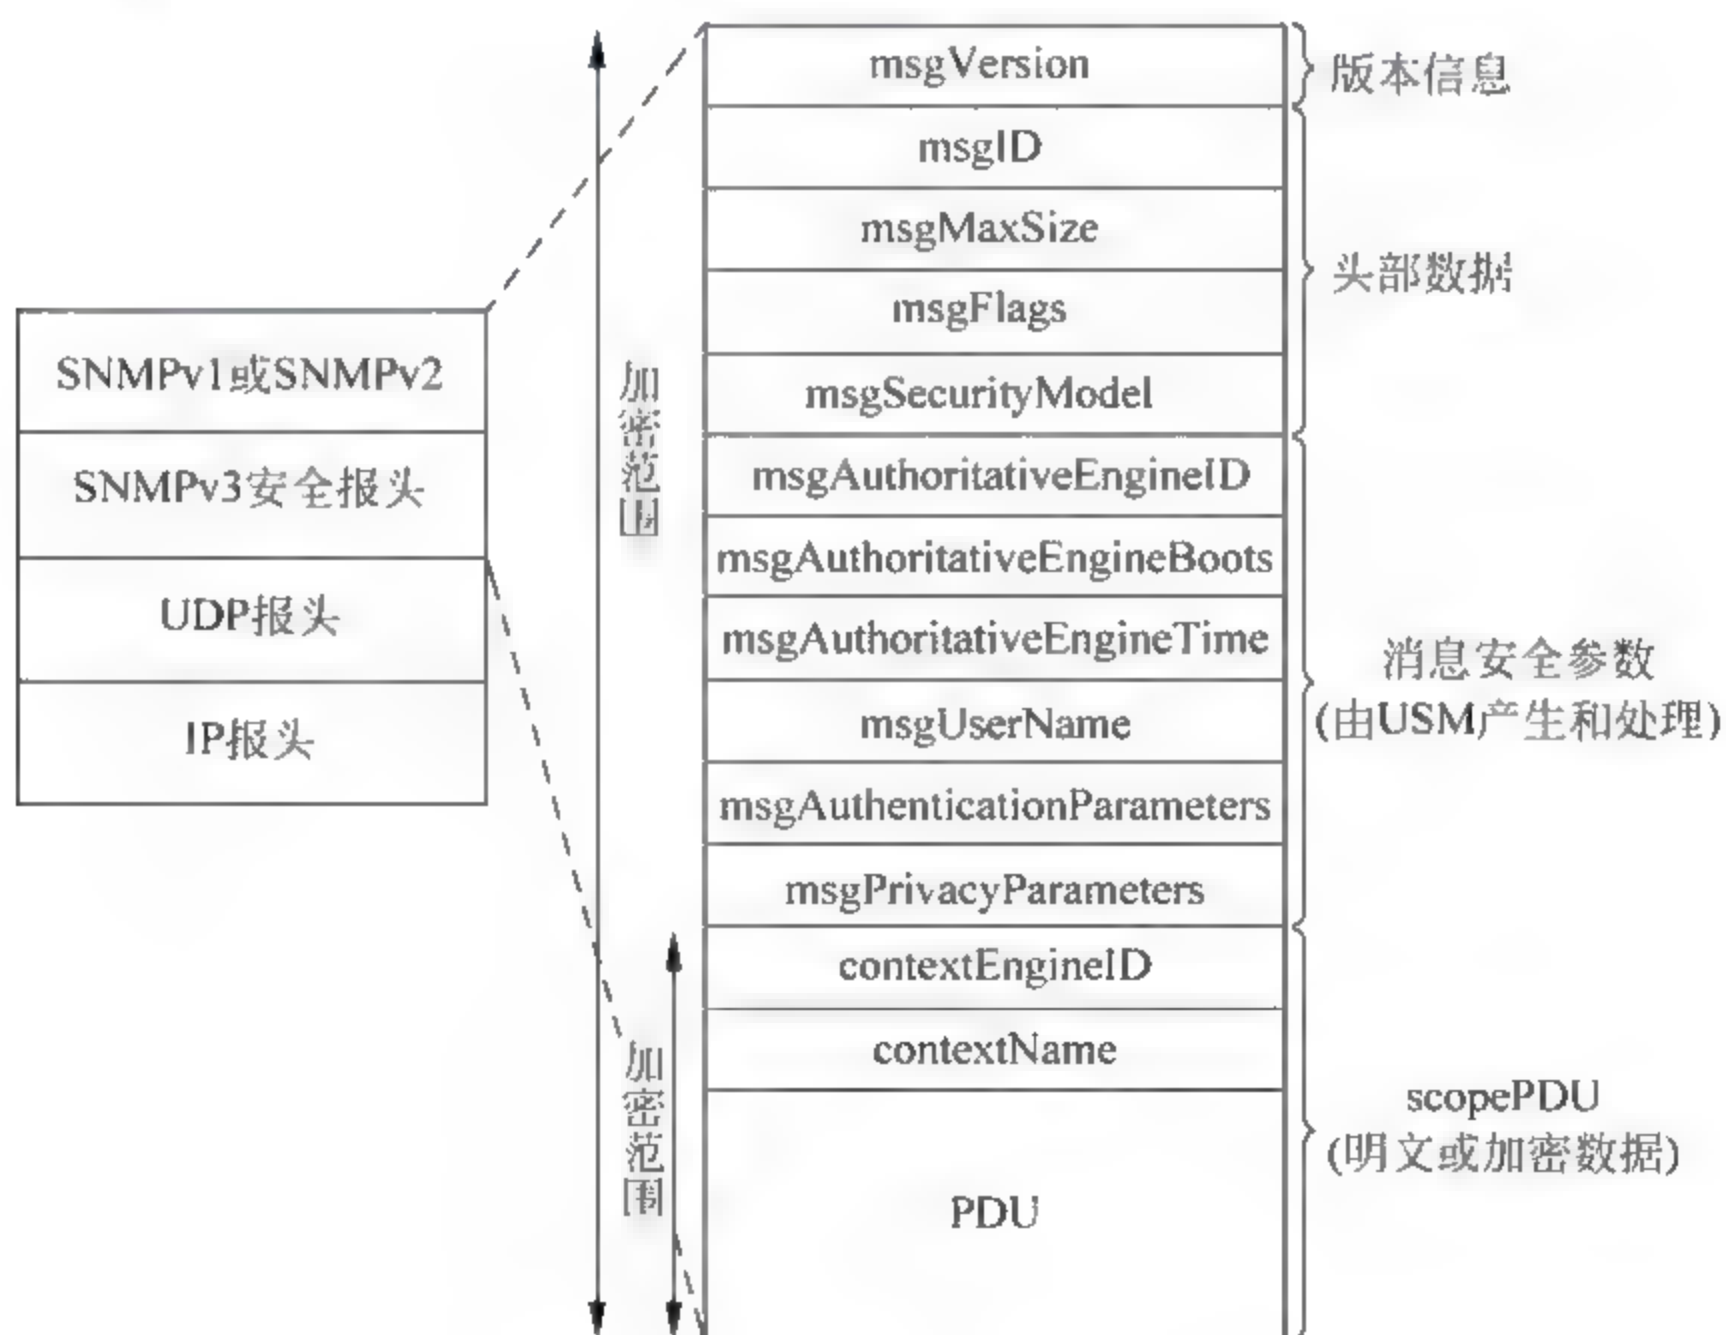 SNMPv1或SNMPv2
SNMPv3安全报头
UDP报头
IP报头
加密范围
加密范围
msgVersion
msgID
msgMaxSize
msgFlags
msgSecurityModel
msgAuthoritativeEngineID
msgAuthoritativeEngineBoots
msgAuthoritativeEngineTime
msgUserName
msgAuthenticationParameters
msgPrivacyParameters
contextEngineID
contextName
PDU
版本信息
头部数据
消息安全参数
(由USM产生和处理)
scopePDU
(明文或加密数据)